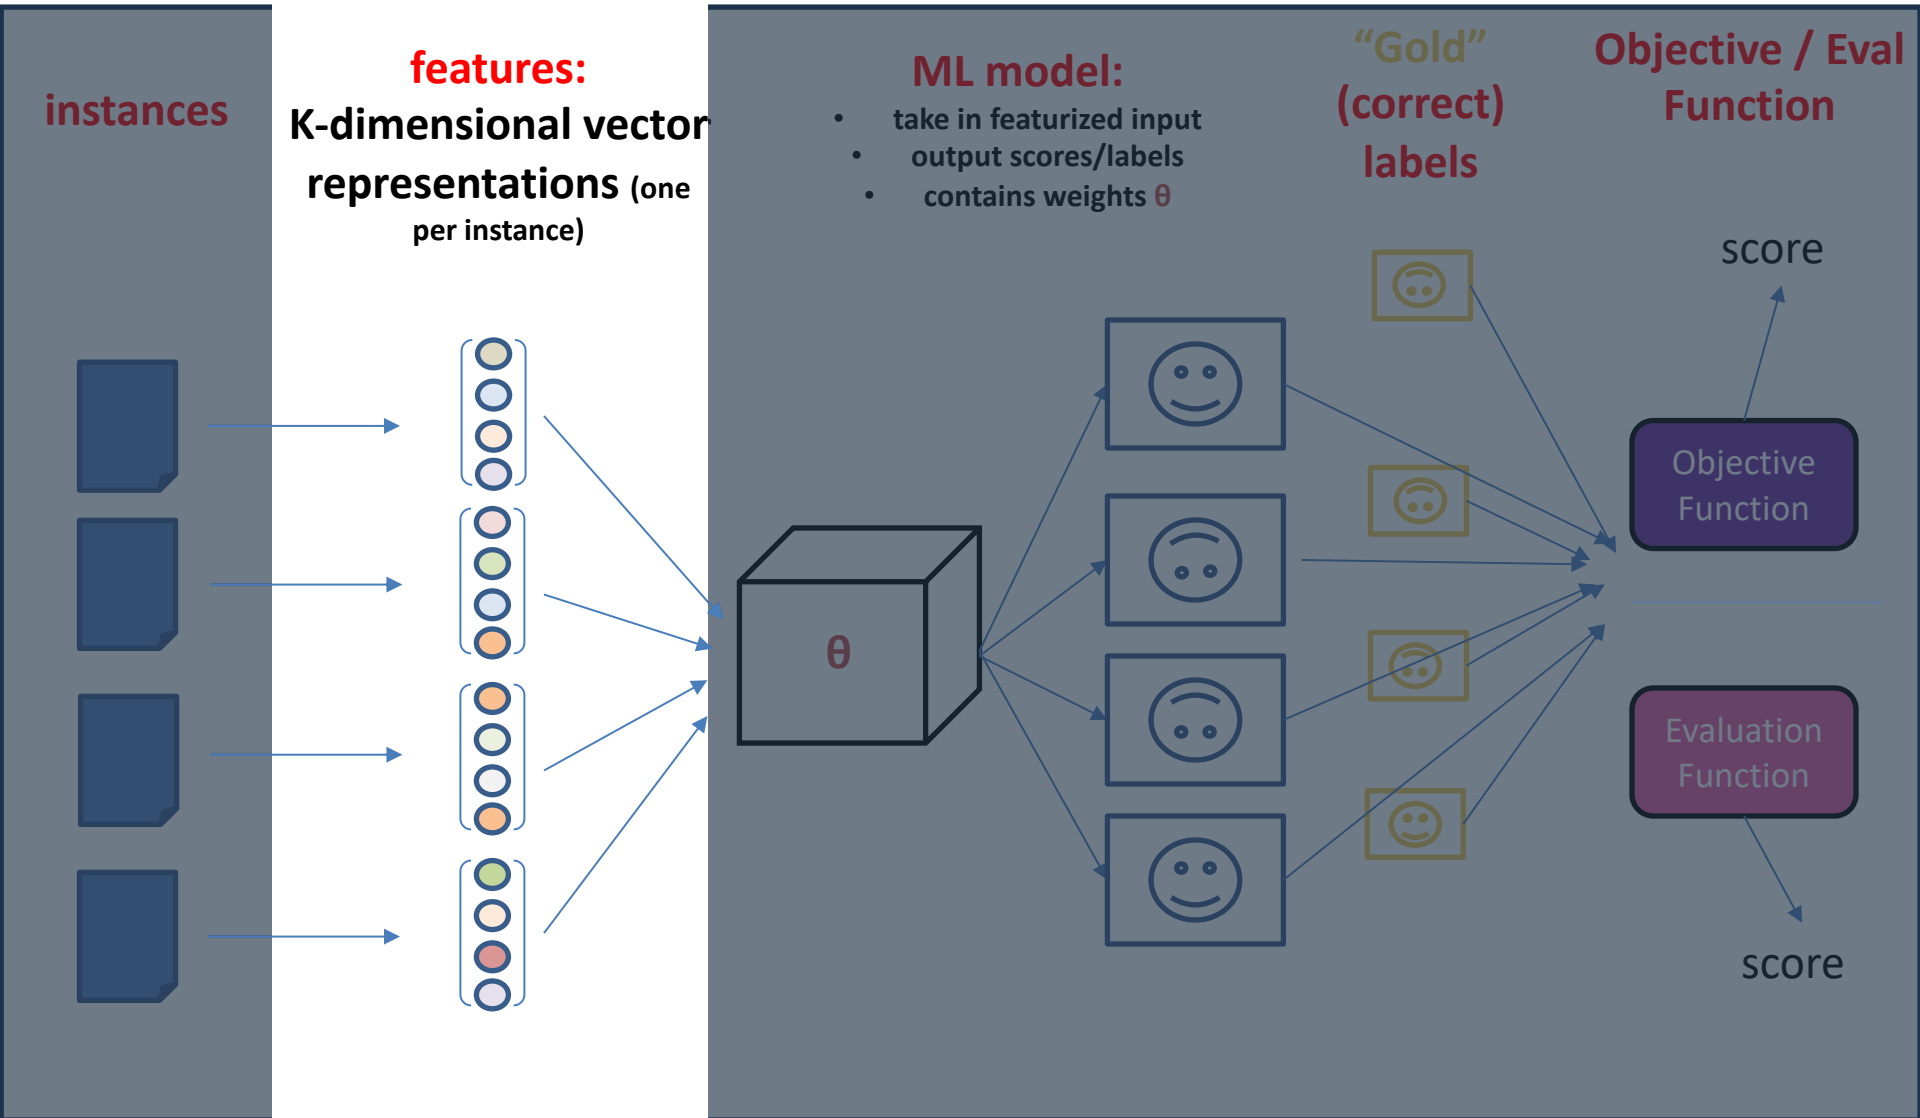 instances
features:
K-dimensional vector
representations (one
per instance)
ML model:
• take in featurized input
• output scores/labels
• contains weights θ
“Gold”
(correct)
labels
Objective / Eval
Function
score
θ
Objective
Function
Evaluation
Function
score